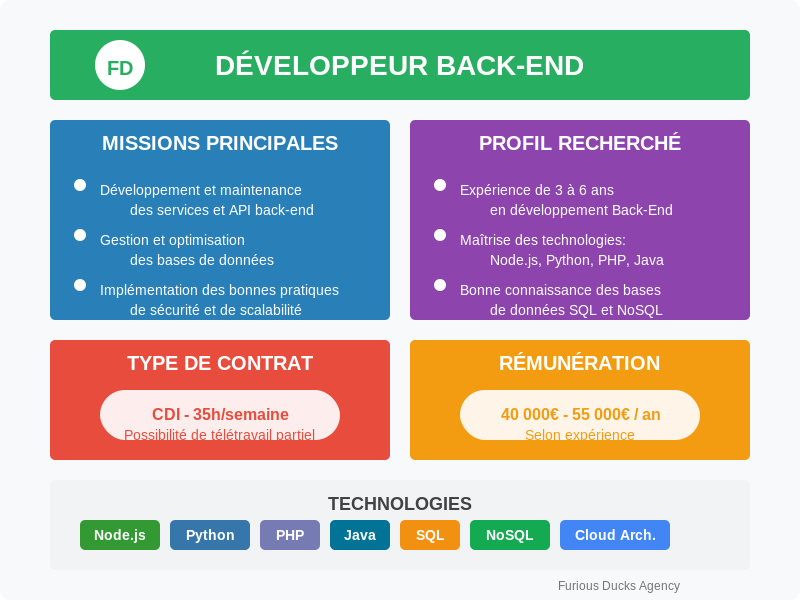 FD
DÉVELOPPEUR BACK-END
MISSIONS PRINCIPALES
Développement et maintenance
des services et API back-end
Gestion et optimisation
des bases de données
Implémentation des bonnes pratiques
de sécurité et de scalabilité
PROFIL RECHERCHÉ
Expérience de 3 à 6 ans
en développement Back-End
Maîtrise des technologies:
Node.js, Python, PHP, Java
Bonne connaissance des bases
de données SQL et NoSQL
TYPE DE CONTRAT
CDI - 35h/semaine
Possibilité de télétravail partiel
RÉMUNÉRATION
40 000€ - 55 000€ / an
Selon expérience
TECHNOLOGIES
Node.js
Python
PHP
Java
SQL
NoSQL
Cloud Arch.
Furious Ducks Agency